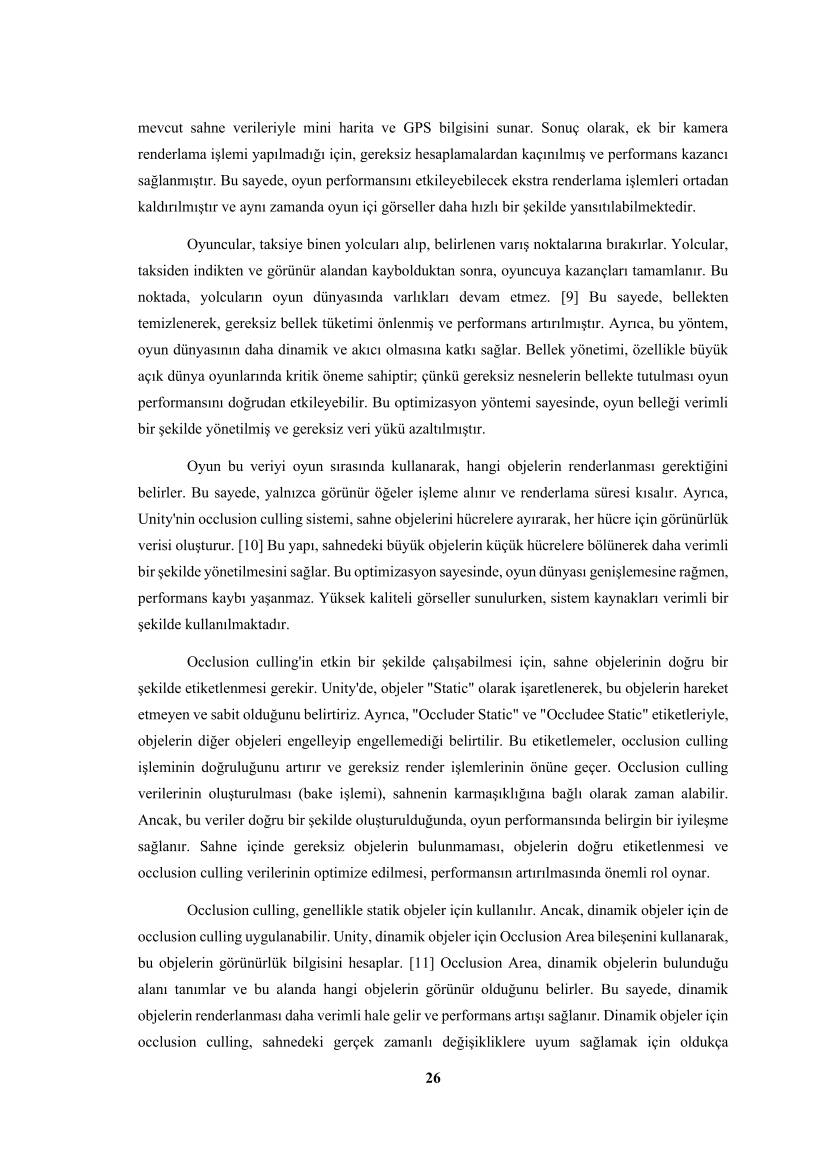 mevcut sahne verileriyle mini harita ve GPS bilgisini sunar. Sonuç olarak, ek bir kamera
renderlama işlemi yapılmadığı için, gereksiz hesaplamalardan kaçınılmış ve performans kazancı
sağlanmıştır. Bu sayede, oyun performansını etkileyebilecek ekstra renderlama işlemleri ortadan
kaldırılmıştır ve aynı zamanda oyun içi görseller daha hızlı bir şekilde yansıtılabilmektedir.
Oyuncular, taksiye binen yolcuları alıp, belirlenen varış noktalarına bırakırlar. Yolcular,
taksiden indikten ve görünür alandan kaybolduktan sonra, oyuncuya kazançları tamamlanır. Bu
noktada, yolcuların oyun dünyasında varlıkları devam etmez. [9] Bu sayede, bellekten
temizlenerek, gereksiz bellek tüketimi önlenmiş ve performans artırılmıştır. Ayrıca, bu yöntem,
oyun dünyasının daha dinamik ve akıcı olmasına katkı sağlar. Bellek yönetimi, özellikle büyük
açık dünya oyunlarında kritik öneme sahiptir; çünkü gereksiz nesnelerin bellekte tutulması oyun
performansını doğrudan etkileyebilir. Bu optimizasyon yöntemi sayesinde, oyun belleği verimli
bir şekilde yönetilmiş ve gereksiz veri yükü azaltılmıştır.
Oyun bu veriyi oyun sırasında kullanarak, hangi objelerin renderlanması gerektiğini
belirler. Bu sayede, yalnızca görünür öğeler işleme alınır ve renderlama süresi kısalır. Ayrıca,
Unity'nin occlusion culling sistemi, sahne objelerini hücrelere ayırarak, her hücre için görünürlük
verisi oluşturur. [10] Bu yapı, sahnedeki büyük objelerin küçük hücrelere bölünerek daha verimli
bir şekilde yönetilmesini sağlar. Bu optimizasyon sayesinde, oyun dünyası genişlemesine rağmen,
performans kaybı yaşanmaz. Yüksek kaliteli görseller sunulurken, sistem kaynakları verimli bir
şekilde kullanılmaktadır.
Occlusion culling'in etkin bir şekilde çalışabilmesi için, sahne objelerinin doğru bir
şekilde etiketlenmesi gerekir. Unity'de, objeler "Static" olarak işaretlenerek, bu objelerin hareket
etmeyen ve sabit olduğunu belirtiriz. Ayrıca, "Occluder Static" ve "Occludee Static" etiketleriyle,
objelerin diğer objeleri engelleyip engellemediği belirtilir. Bu etiketlemeler, occlusion culling
işleminin doğruluğunu artırır ve gereksiz render işlemlerinin önüne geçer. Occlusion culling
verilerinin oluşturulması (bake işlemi), sahnenin karmaşıklığına bağlı olarak zaman alabilir.
Ancak, bu veriler doğru bir şekilde oluşturulduğunda, oyun performansında belirgin bir iyileşme
sağlanır. Sahne içinde gereksiz objelerin bulunmaması, objelerin doğru etiketlenmesi ve
occlusion culling verilerinin optimize edilmesi, performansın artırılmasında önemli rol oynar.
Occlusion culling, genellikle statik objeler için kullanılır. Ancak, dinamik objeler için de
occlusion culling uygulanabilir. Unity, dinamik objeler için Occlusion Area bileşenini kullanarak,
bu objelerin görünürlük bilgisini hesaplar. [11] Occlusion Area, dinamik objelerin bulunduğu
alanı tanımlar ve bu alanda hangi objelerin görünür olduğunu belirler. Bu sayede, dinamik
objelerin renderlanması daha verimli hale gelir ve performans artışı sağlanır. Dinamik objeler için
occlusion culling, sahnedeki gerçek zamanlı değişikliklere uyum sağlamak için oldukça
26